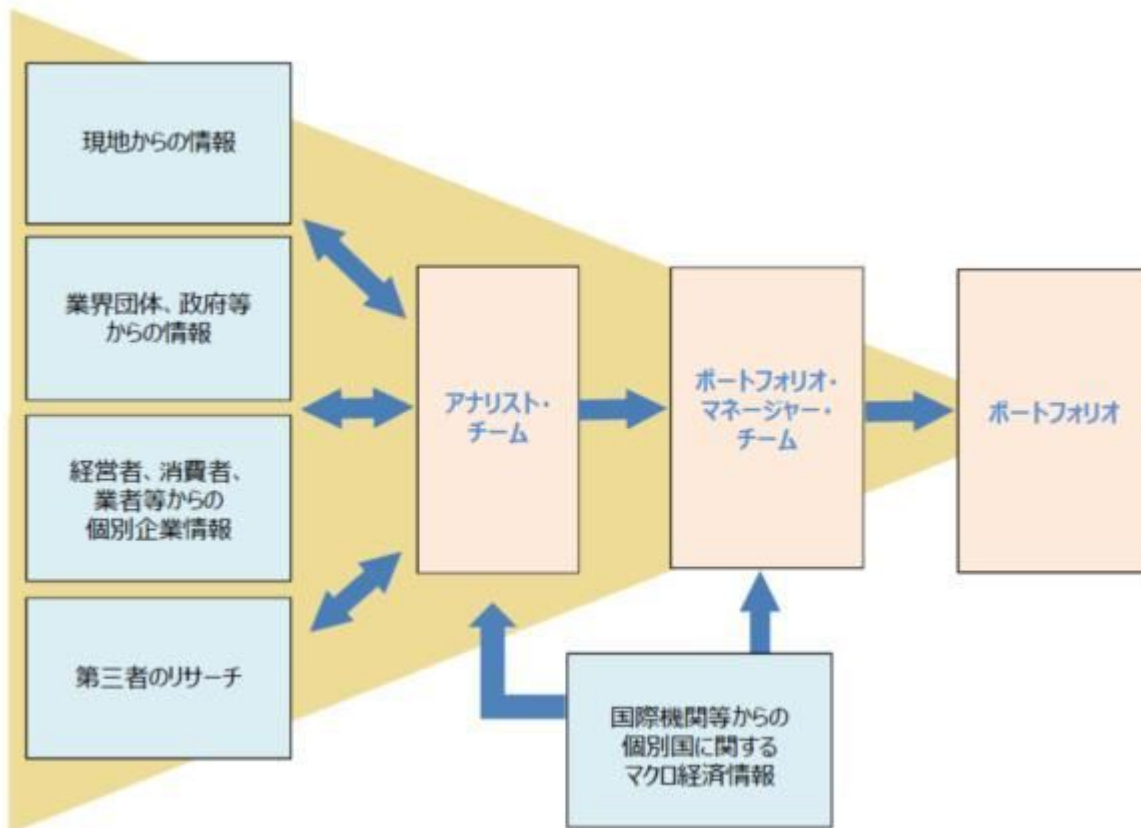 現地からの情報
業界団体、政府等
からの情報
経営者、消費者、
業者等からの
個別企業情報
第三者のリサーチ
アナリスト・
チーム
ポートフォリオ・
マネージャー・
チーム
ポートフォリオ
国際機関等からの
個別国に関する
マクロ経済情報